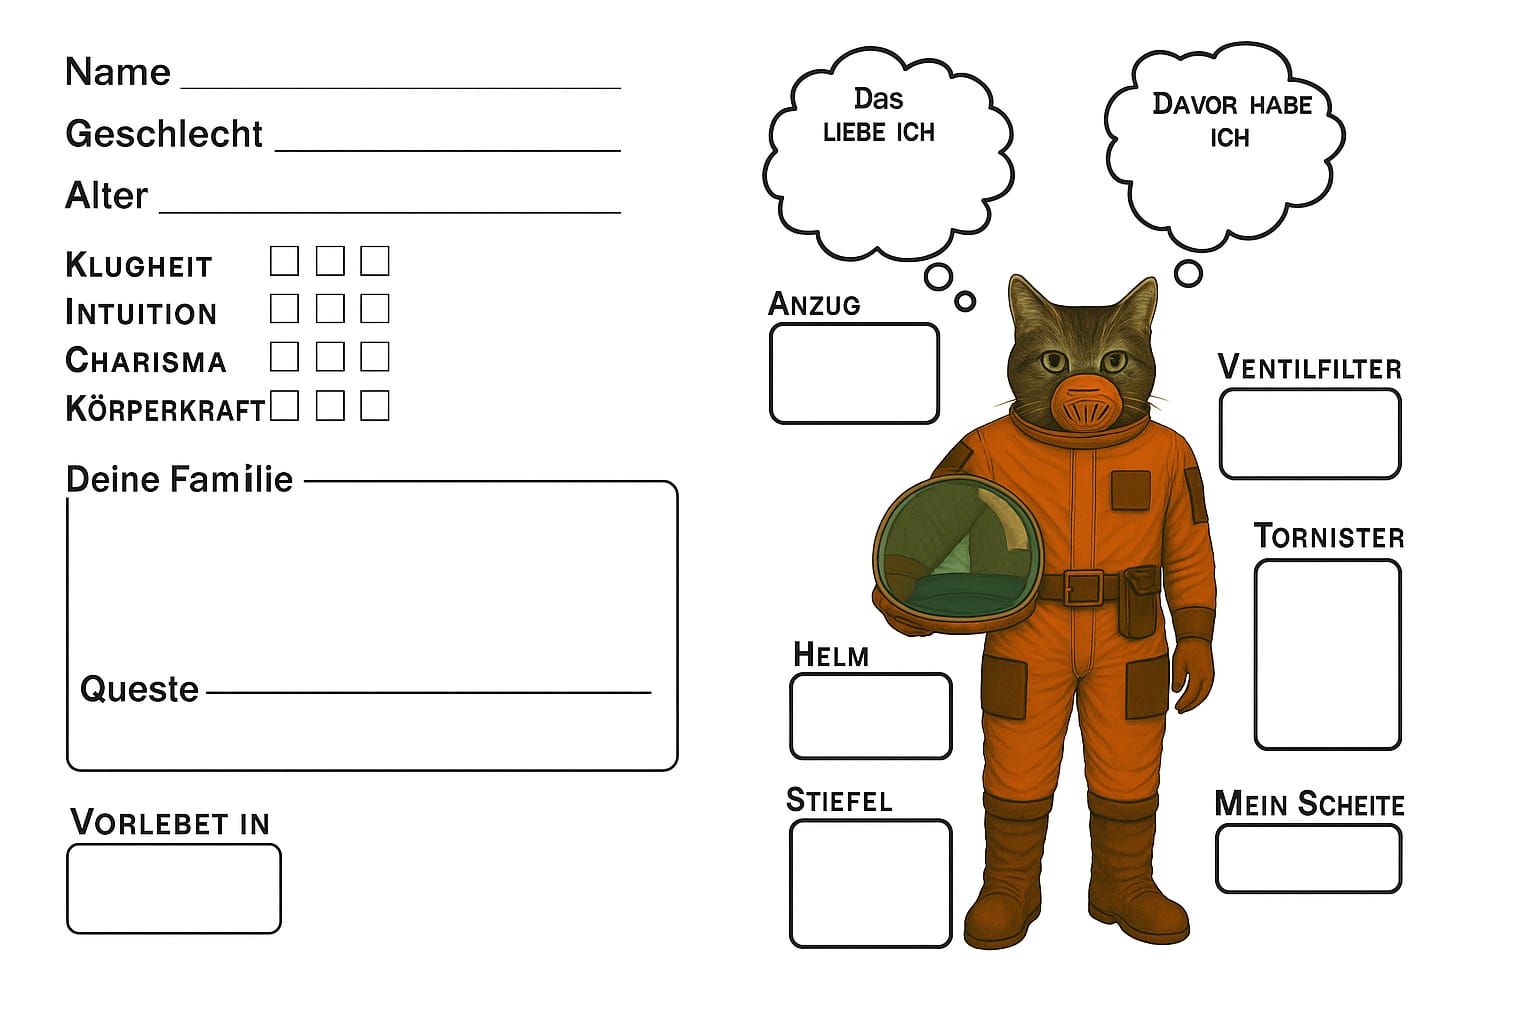 Name
Geschlecht
Alter
KLUGHEIT
INTUITION
CHARISMA
KÖRPERKRAFT
Deine Familie
Queste
VORLEBET IN
Das
LIEBE ICH
DAVOR HABE
ICH
ANZUG
VENTILFILTER
TORNISTER
HELM
STIEFEL
MEIN SCHEITE